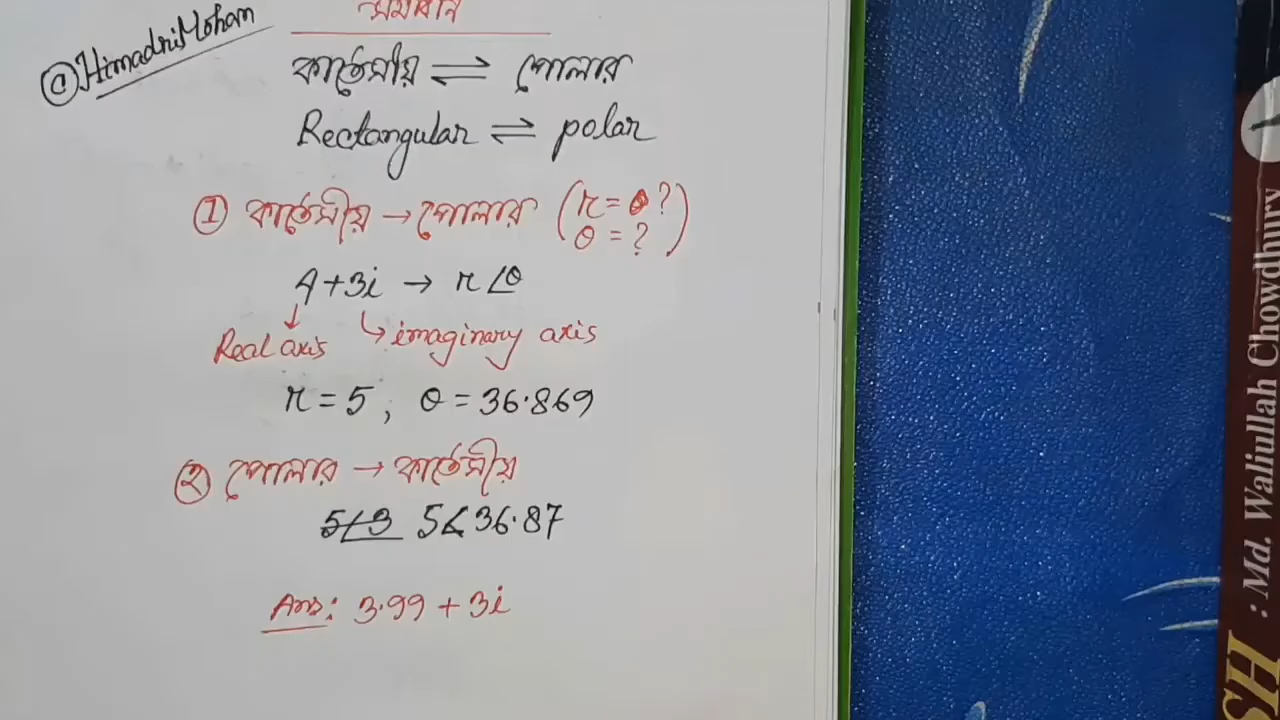 সমাধান
@HimadriMohan
কার্তেসীয় ⇌ পোলার
Rectangular ⇌ polar
① কার্তেসীয় → পোলার (r = θ ?
θ = ?)
4 + 3i → r ∠θ
Real axis ↳ imaginary axis
r = 5 ; θ = 36.869
② পোলার → কার্তেসীয়
5∠3 5∠36.87
Ans: 3.99 + 3i
: Md. Waliullah Chowdhury
SH